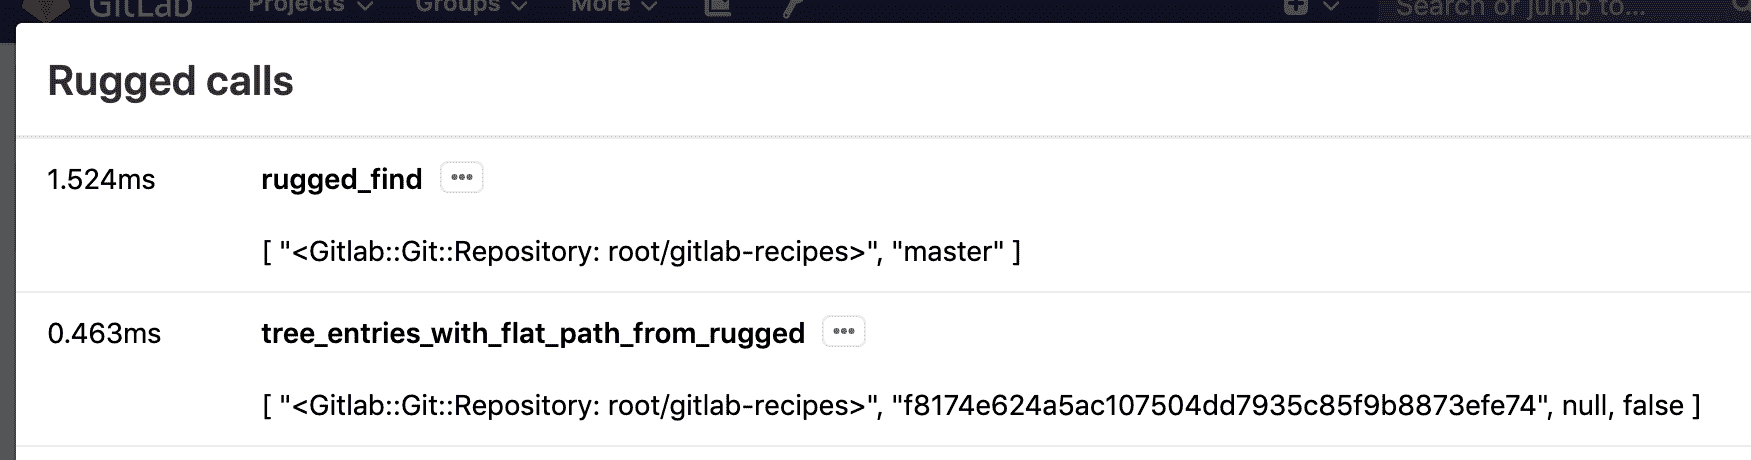 GitLab Projects Groups More Search or jump to...
Rugged calls
1.524ms rugged_find
[ "<Gitlab::Git::Repository: root/gitlab-recipes>", "master" ]
0.463ms tree_entries_with_flat_path_from_rugged
[ "<Gitlab::Git::Repository: root/gitlab-recipes>", "f8174e624a5ac107504dd7935c85f9b8873efe74", null, false ]